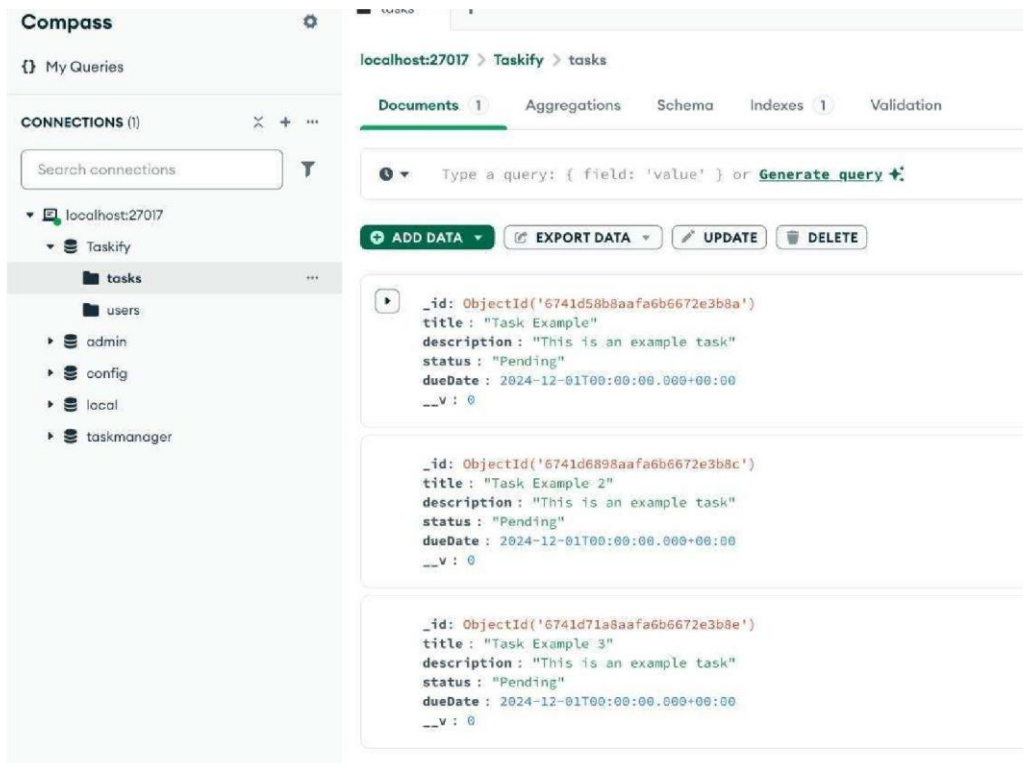 Compass
My Queries
CONNECTIONS (1)
Search connections
localhost:27017
Taskify
tasks
users
admin
config
local
taskmanager
tasks
localhost:27017 > Taskify > tasks
Documents 1 Aggregations Schema Indexes 1 Validation
Type a query: { field: 'value' } or Generate query
ADD DATA EXPORT DATA UPDATE DELETE
_id: ObjectId('6741d58b8aafa6b6672e3b8a')
title : "Task Example"
description : "This is an example task"
status : "Pending"
dueDate : 2024-12-01T00:00:00.000+00:00
__v : 0
_id: ObjectId('6741d6898aafa6b6672e3b8c')
title : "Task Example 2"
description : "This is an example task"
status : "Pending"
dueDate : 2024-12-01T00:00:00.000+00:00
__v : 0
_id: ObjectId('6741d71a8aafa6b6672e3b8e')
title : "Task Example 3"
description : "This is an example task"
status : "Pending"
dueDate : 2024-12-01T00:00:00.000+00:00
__v : 0